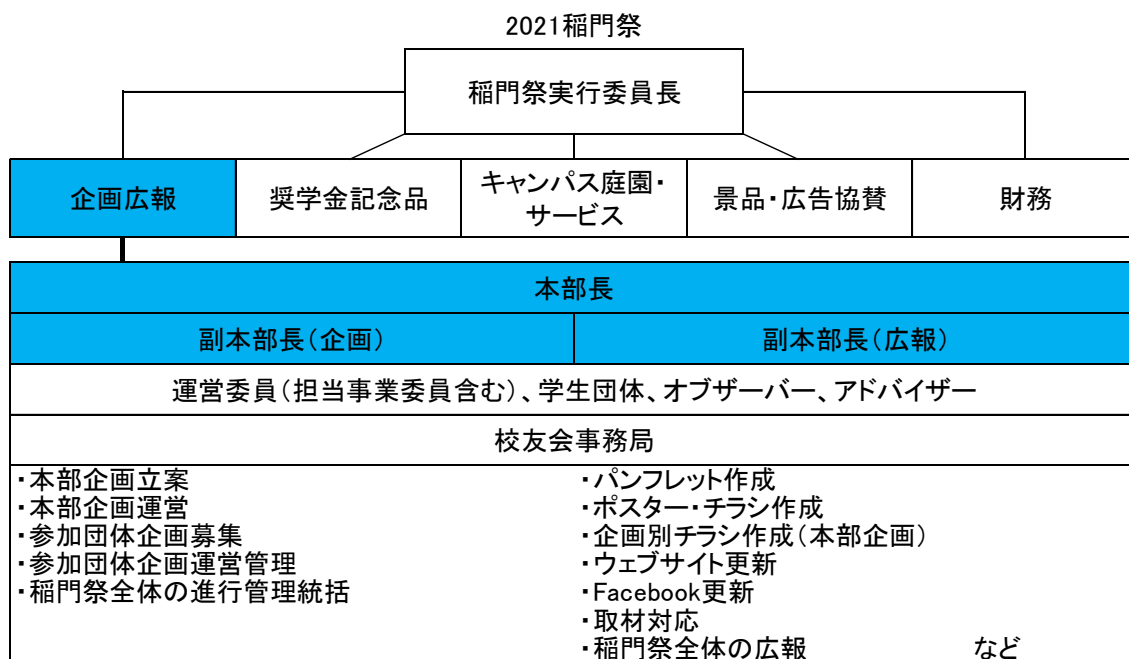 2021稲門祭
稲門祭実行委員長
企画広報
奨学金記念品
キャンパス庭園・
サービス
景品・広告協賛
財務
本部長
副本部長(企画)
副本部長(広報)
運営委員(担当事業委員含む)、学生団体、オブザーバー、アドバイザー
校友会事務局
・本部企画立案
・本部企画運営
・参加団体企画募集
・参加団体企画運営管理
・稲門祭全体の進行管理統括
・パンフレット作成
・ポスター・チラシ作成
・企画別チラシ作成(本部企画)
・ウェブサイト更新
・Facebook更新
・取材対応
・稲門祭全体の広報 など